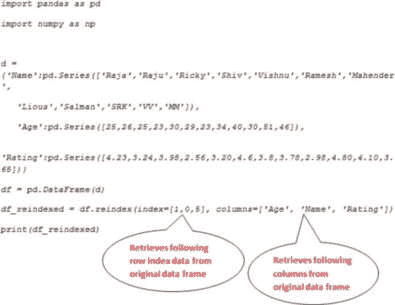 import pandas as pd
import numpy as np
d =
{'Name':pd.Series(['Raja','Raju','Ricky','Shiv','Vishnu','Ramesh','Mahender
',
'Lious','Salman','SRK','VV','MM']),
'Age':pd.Series([25,26,25,23,30,29,23,34,40,30,51,46]),
'Rating':pd.Series([4.23,3.24,3.98,2.56,3.20,4.6,3.8,3.78,2.98,4.80,4.10,3.
65])}
df = pd.DataFrame(d)
df_reindexed = df.reindex(index=[1,0,5], columns=['Age', 'Name', 'Rating'])
print(df_reindexed)
Retrieves following
row index data from
original data frame
Retrieves following
columns from
original data frame